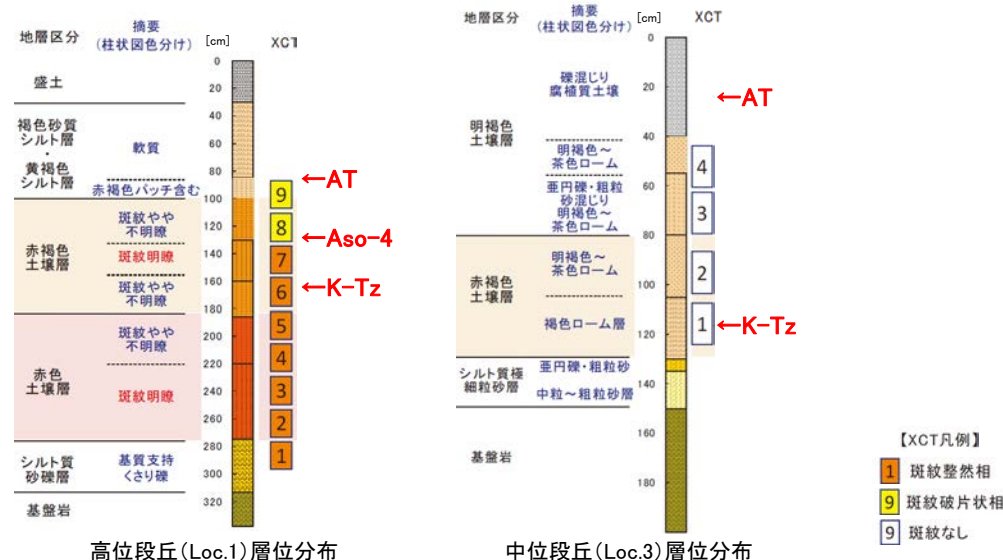 地層区分
摘要
(柱状図色分け)
[cm]
XCT
盛土
褐色砂質
シルト層
・
黄褐色
シルト層
軟質
赤褐色パッチ含む
赤褐色
土壌層
斑紋やや
不明瞭
斑紋明瞭
斑紋やや
不明瞭
赤色
土壌層
斑紋やや
不明瞭
斑紋明瞭
シルト質
砂礫層
基質支持
くさり礫
基盤岩
0
20
40
60
80
100
120
140
160
180
200
220
240
260
280
300
320
9
8
7
6
5
4
3
2
1
←AT
←Aso-4
←K-Tz
高位段丘(Loc.1)層位分布
地層区分
摘要
(柱状図色分け)
[cm]
XCT
明褐色
土壌層
礫混じり
腐植質土壌
明褐色～
茶色ローム
亜円礫・粗粒
砂混じり
明褐色～
茶色ローム
赤褐色
土壌層
明褐色～
茶色ローム
褐色ローム層
シルト質極
細粒砂層
亜円礫・粗粒砂
中粒～粗粒砂層
基盤岩
0
20
40
60
80
100
120
140
160
180
4
3
2
1
←AT
←K-Tz
中位段丘(Loc.3)層位分布
【XCT凡例】
1 斑紋整然相
9 斑紋破片状相
9 斑紋なし